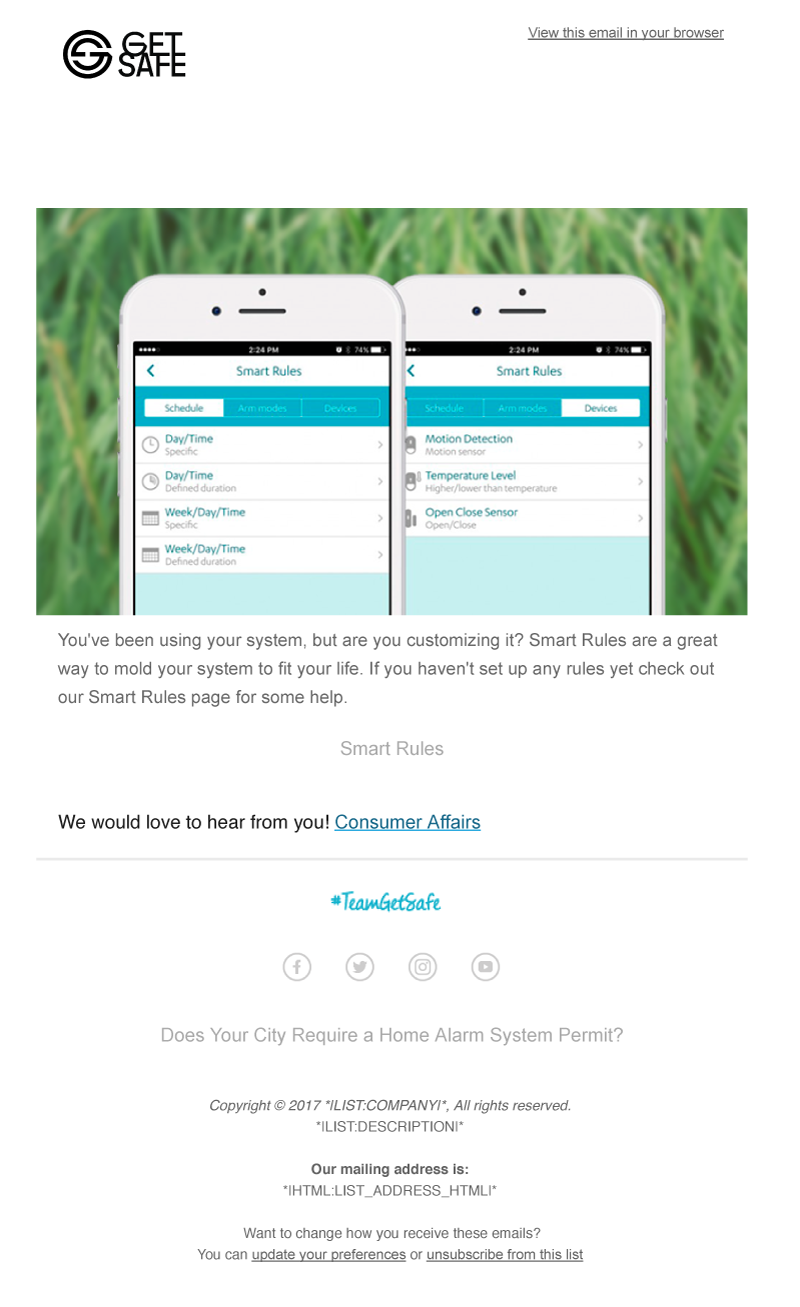 GET
SAFE
View this email in your browser
2:24 PM
74%
Smart Rules
Schedule
Arm modes
Devices
Day/Time
Specific
Day/Time
Defined duration
Week/Day/Time
Specific
Week/Day/Time
Defined duration
2:24 PM
74%
Smart Rules
Schedule
Arm modes
Devices
Motion Detection
Motion sensor
Temperature Level
Higher/lower than temperature
Open Close Sensor
Open/Close
You've been using your system, but are you customizing it? Smart Rules are a great
way to mold your system to fit your life. If you haven't set up any rules yet check out
our Smart Rules page for some help.
Smart Rules
We would love to hear from you! Consumer Affairs
#TeamGetSafe
Does Your City Require a Home Alarm System Permit?
Copyright © 2017 *|LIST:COMPANY|*, All rights reserved.
*|LIST:DESCRIPTION|*
Our mailing address is:
*|HTML:LIST_ADDRESS_HTML|*
Want to change how you receive these emails?
You can update your preferences or unsubscribe from this list